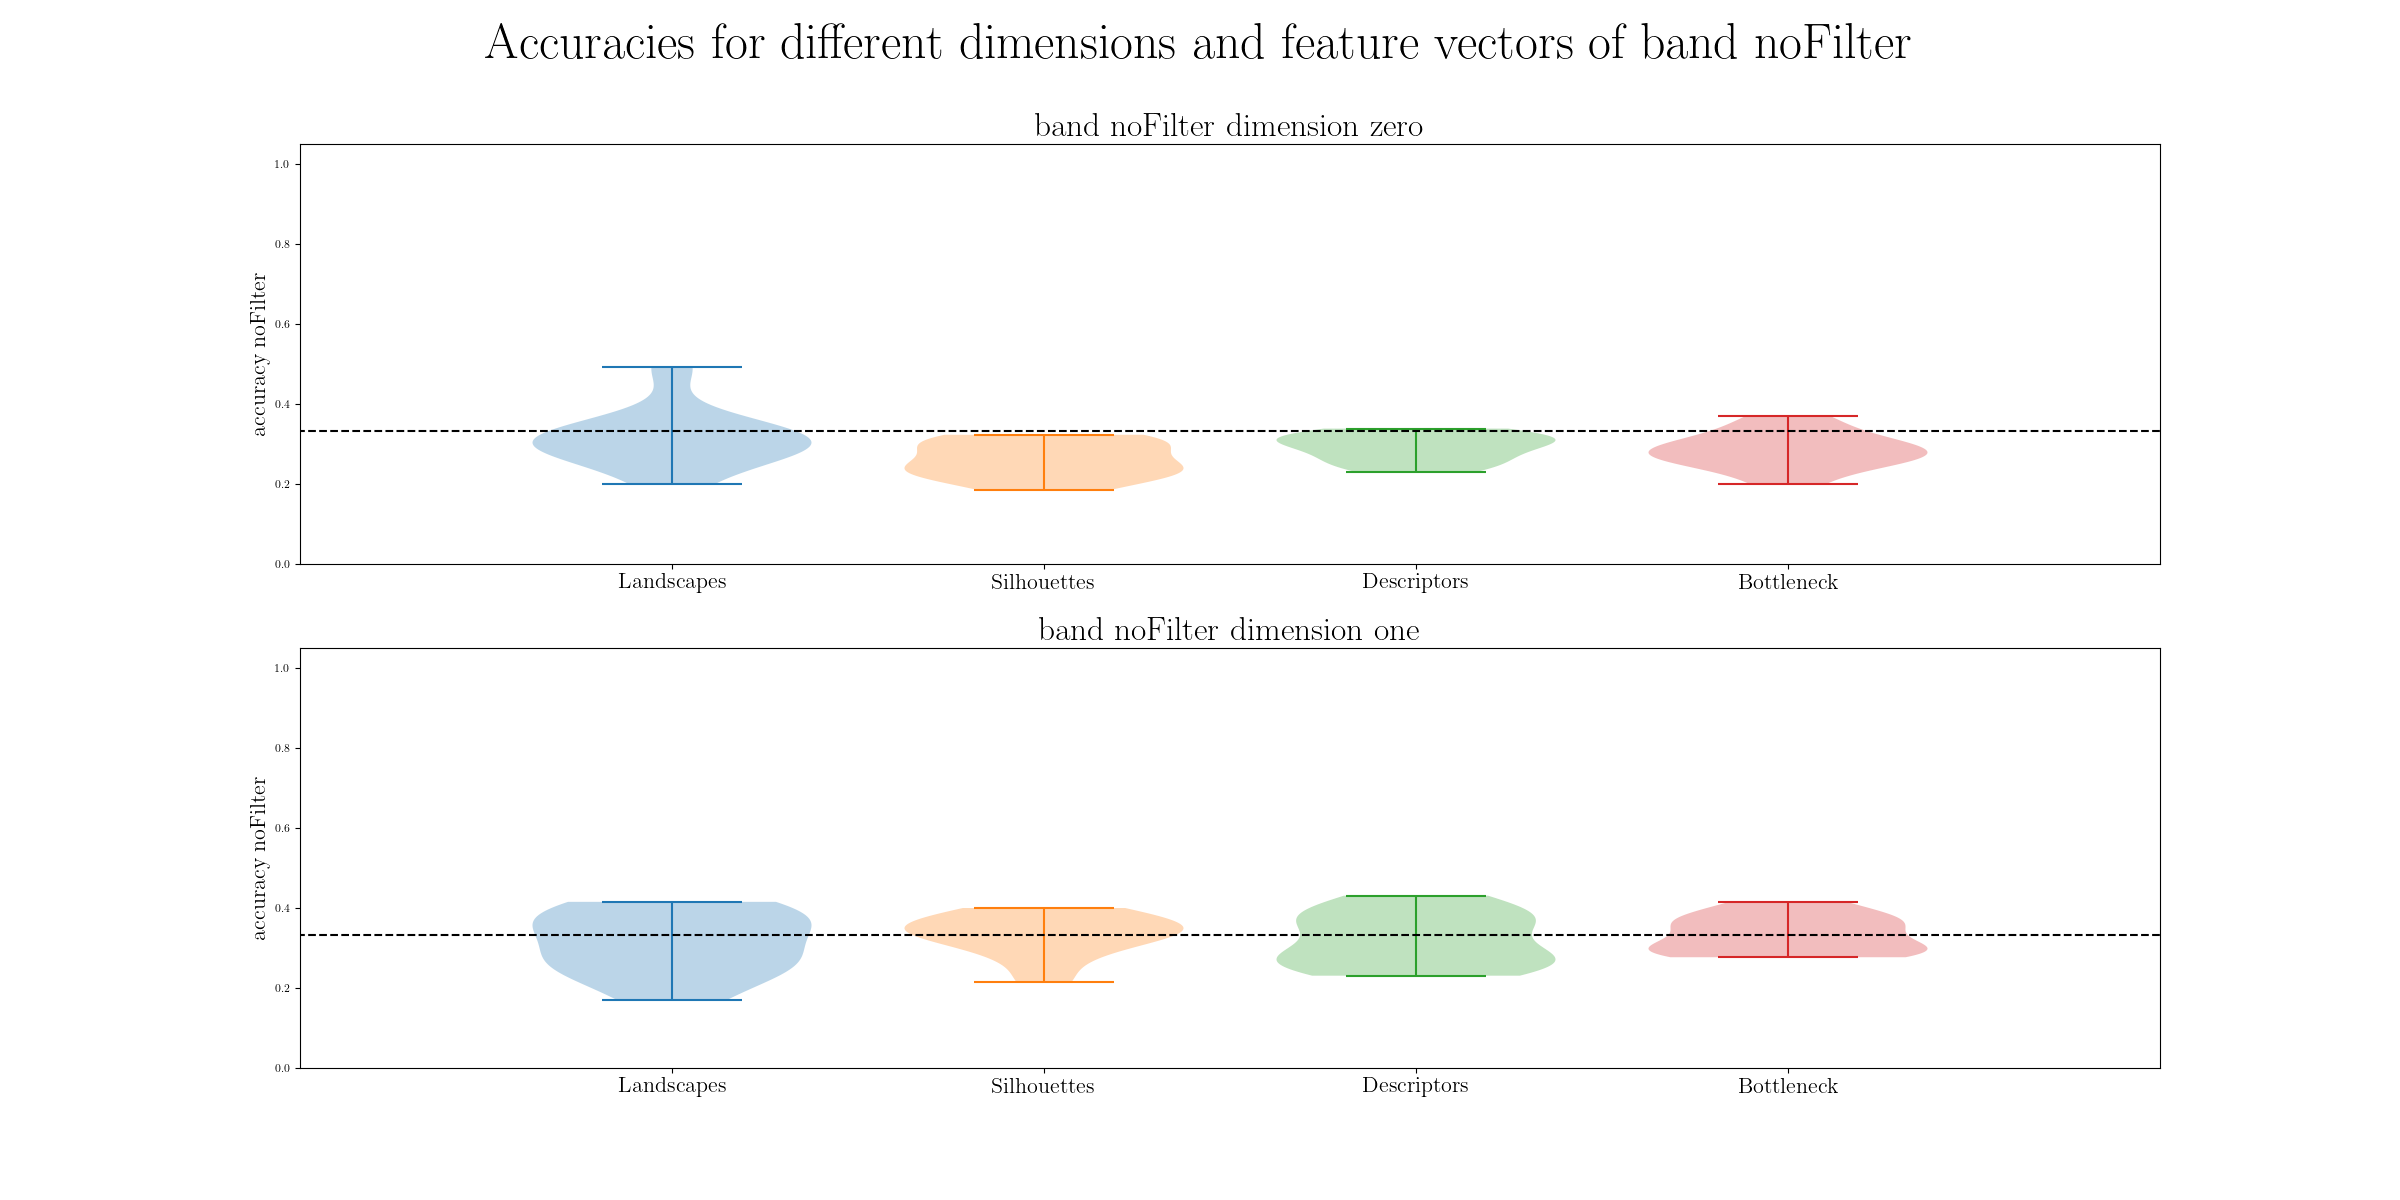 Accuracies for different dimensions and feature vectors of band noFilter
band noFilter dimension zero
accuracy noFilter
1.0
0.8
0.6
0.4
0.2
0.0
Landscapes Silhouettes Descriptors Bottleneck
band noFilter dimension one
accuracy noFilter
1.0
0.8
0.6
0.4
0.2
0.0
Landscapes Silhouettes Descriptors Bottleneck